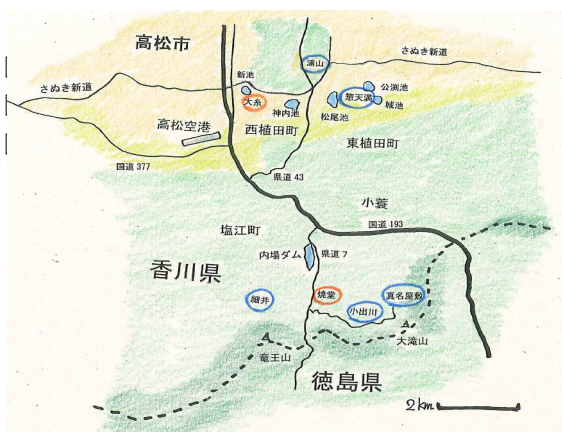 高松市
さぬき新道
浦山
新池
公渕池
さぬき新道
大糸
神内池
惣天満
城池
松尾池
高松空港
西植田町
東植田町
国道377
県道43
小蓑
塩江町
国道193
内場ダム
県道7
香川県
細井
焼堂
真名屋敷
小出川
大滝山
竜王山
徳島県
2km